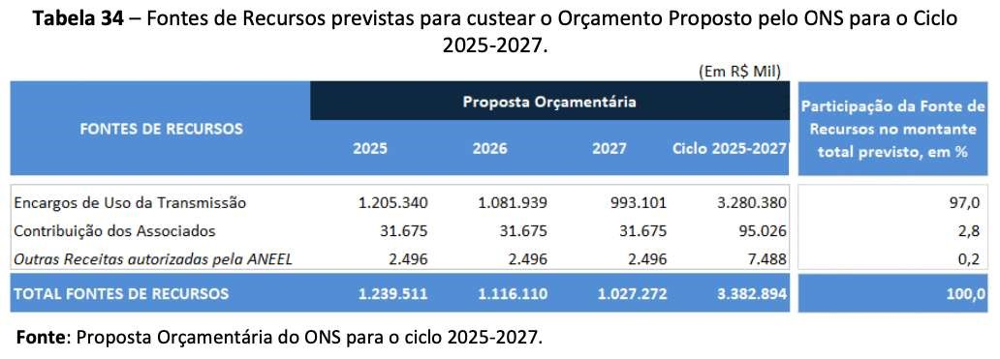 Tabela 34 – Fontes de Recursos previstas para custear o Orçamento Proposto pelo ONS para o Ciclo
2025-2027.
(Em R$ Mil)
FONTES DE RECURSOS
Proposta Orçamentária
Participação da Fonte de
Recursos no montante
total previsto, em %
2025 2026 2027 Ciclo 2025-2027
Encargos de Uso da Transmissão 1.205.340 1.081.939 993.101 3.280.380 97,0
Contribuição dos Associados 31.675 31.675 31.675 95.026 2,8
Outras Receitas autorizadas pela ANEEL 2.496 2.496 2.496 7.488 0,2
TOTAL FONTES DE RECURSOS 1.239.511 1.116.110 1.027.272 3.382.894 100,0
Fonte: Proposta Orçamentária do ONS para o ciclo 2025-2027.